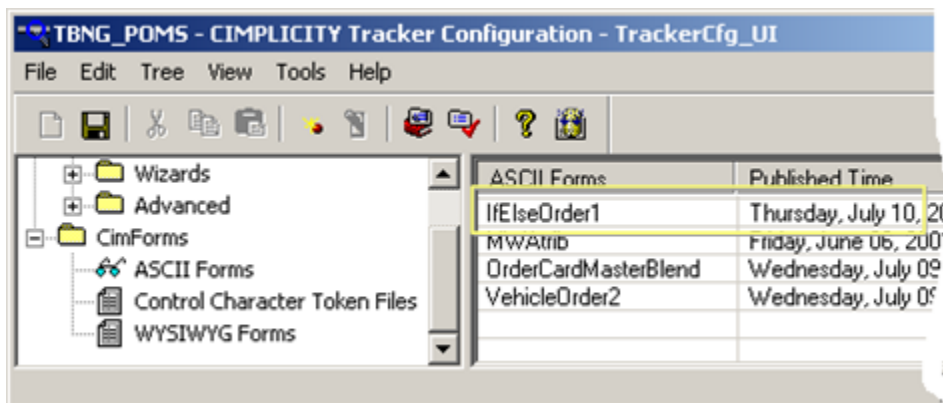 TBNG_POMS - CIMPLICITY Tracker Configuration - TrackerCfg_UI
File Edit Tree View Tools Help
Wizards
Advanced
CimForms
ASCII Forms
Control Character Token Files
WYSIWYG Forms
ASCII Forms Published Time
IfElseOrder1 Thursday, July 10, 20
MWAtrib Friday, June 06, 200
OrderCardMasterBlend Wednesday, July 09
VehicleOrder2 Wednesday, July 09